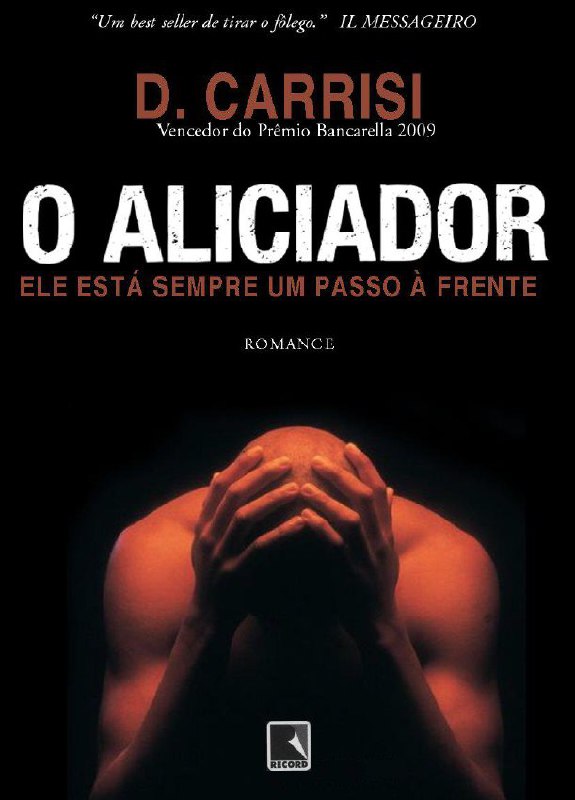 “Um best seller de tirar o fôlego.” IL MESSAGEIRO
D. CARRISI
Vencedor do Prêmio Bancarella 2009
O ALICIADOR
ELE ESTÁ SEMPRE UM PASSO À FRENTE
ROMANCE
RECORD